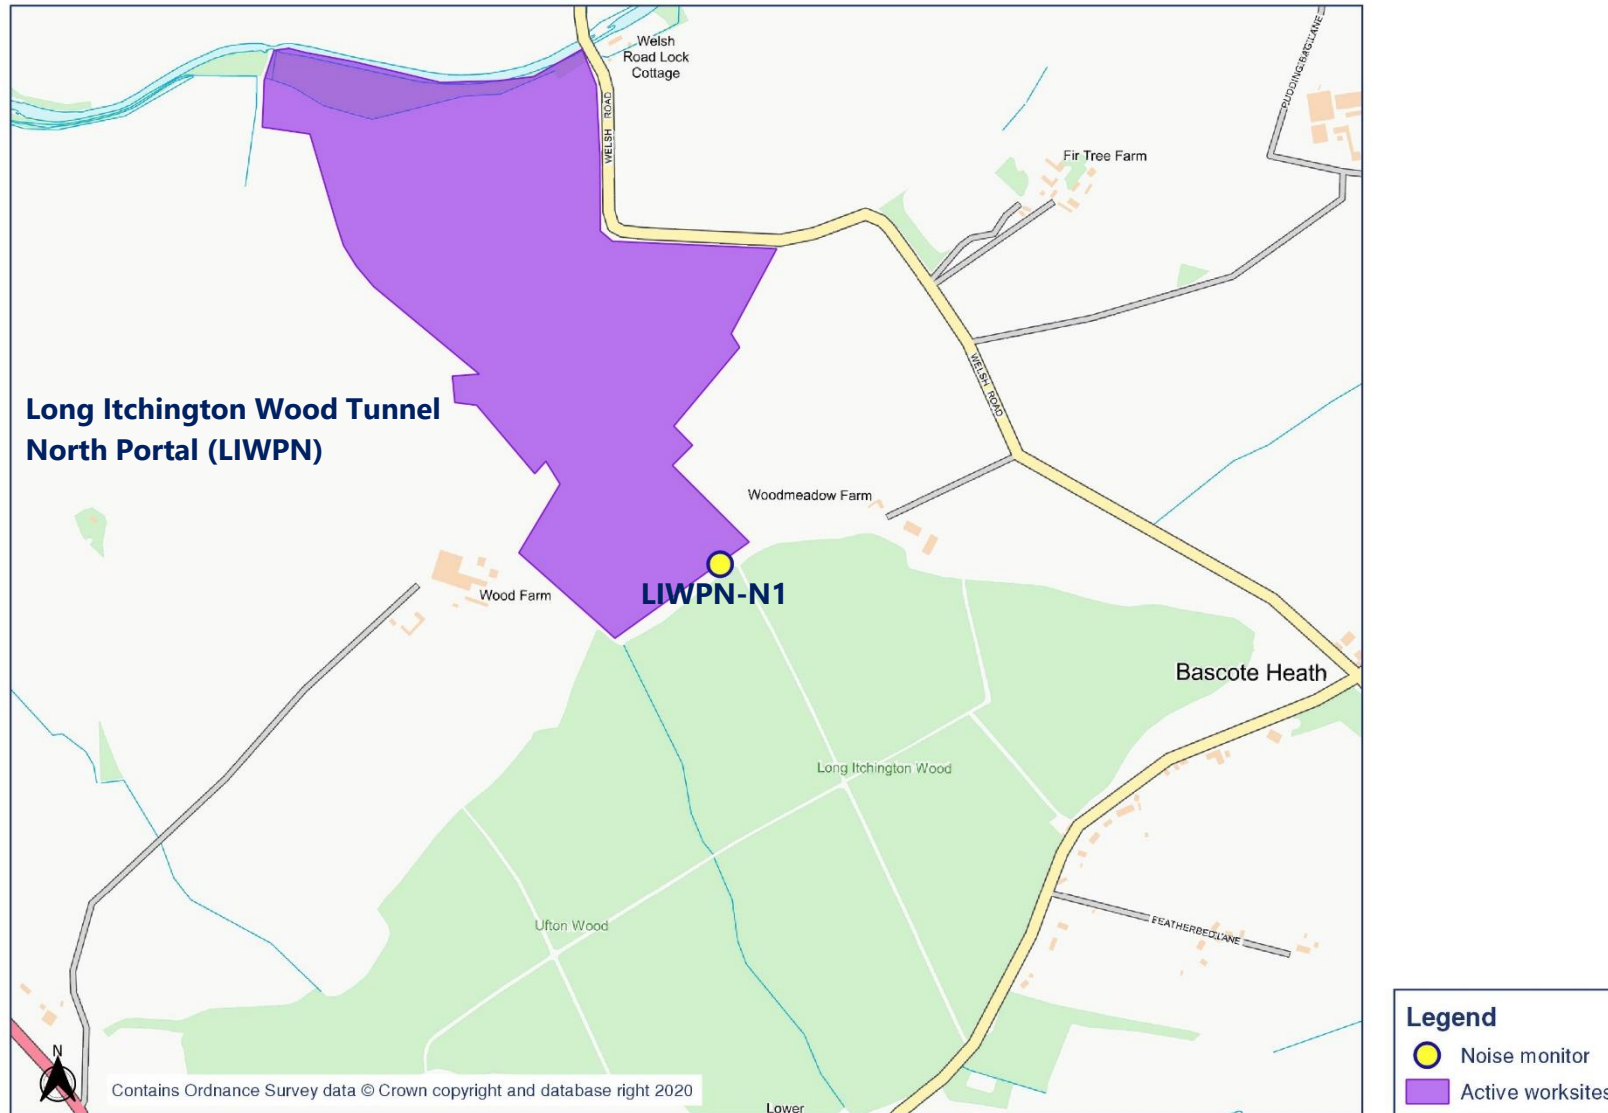 Welsh
Road Lock
Cottage
PUDDING BAG LANE
WELSH ROAD
Fir Tree Farm
Long Itchington Wood Tunnel
North Portal (LIWPN)
WELSH ROAD
Woodmeadow Farm
Wood Farm
LIWPN-N1
Bascote Heath
Long Itchington Wood
Ufton Wood
FEATHERBED LANE
N
Contains Ordnance Survey data © Crown copyright and database right 2020
Lower
Legend
Noise monitor
Active worksites